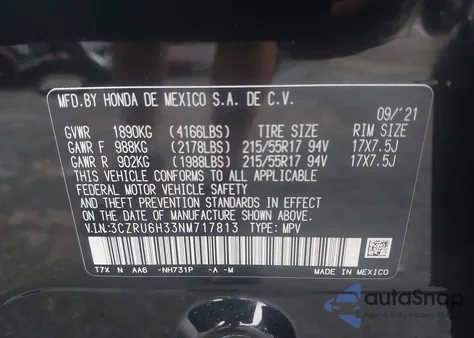 MFD.BY HONDA DE MEXICO S.A. DE C.V.
09/'21
GVWR 1890KG (4166LBS) TIRE SIZE RIM SIZE
GAWR F 988KG (2178LBS) 215/55R17 94V 17X7.5J
GAWR R 902KG (1988LBS) 215/55R17 94V 17X7.5J
THIS VEHICLE CONFORMS TO ALL APPLICABLE
FEDERAL MOTOR VEHICLE SAFETY
AND THEFT PREVENTION STANDARDS IN EFFECT
ON THE DATE OF MANUFACTURE SHOWN ABOVE.
V.I.N:3CZRU6H33NM717813 TYPE: MPV
T7X N AA6 -NH731P -A -M
MADE IN MEXICO
autoSnap